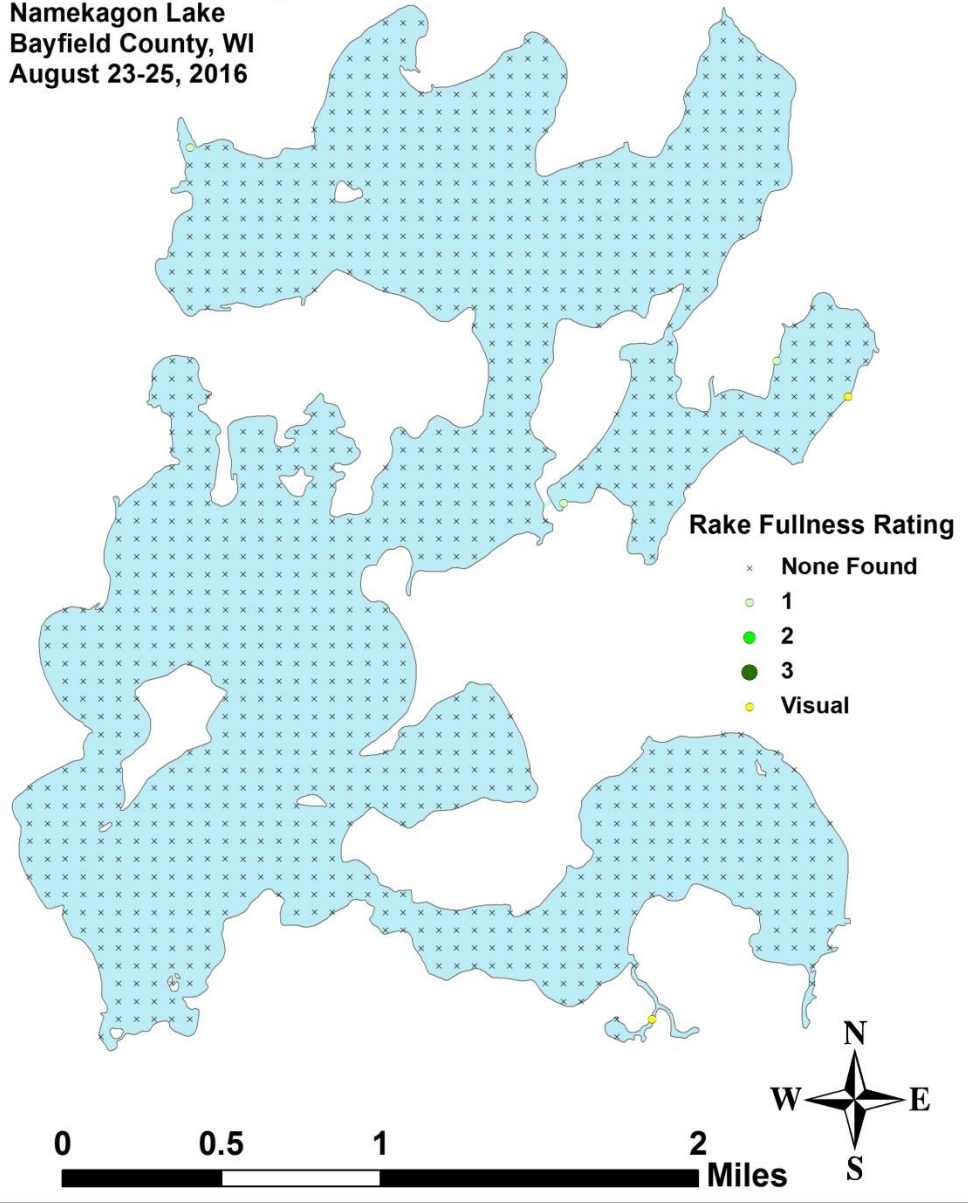 Namekagon Lake
Bayfield County, WI
August 23-25, 2016
Rake Fullness Rating
None Found
1
2
3
Visual
N
W E
S
0 0.5 1 2
Miles